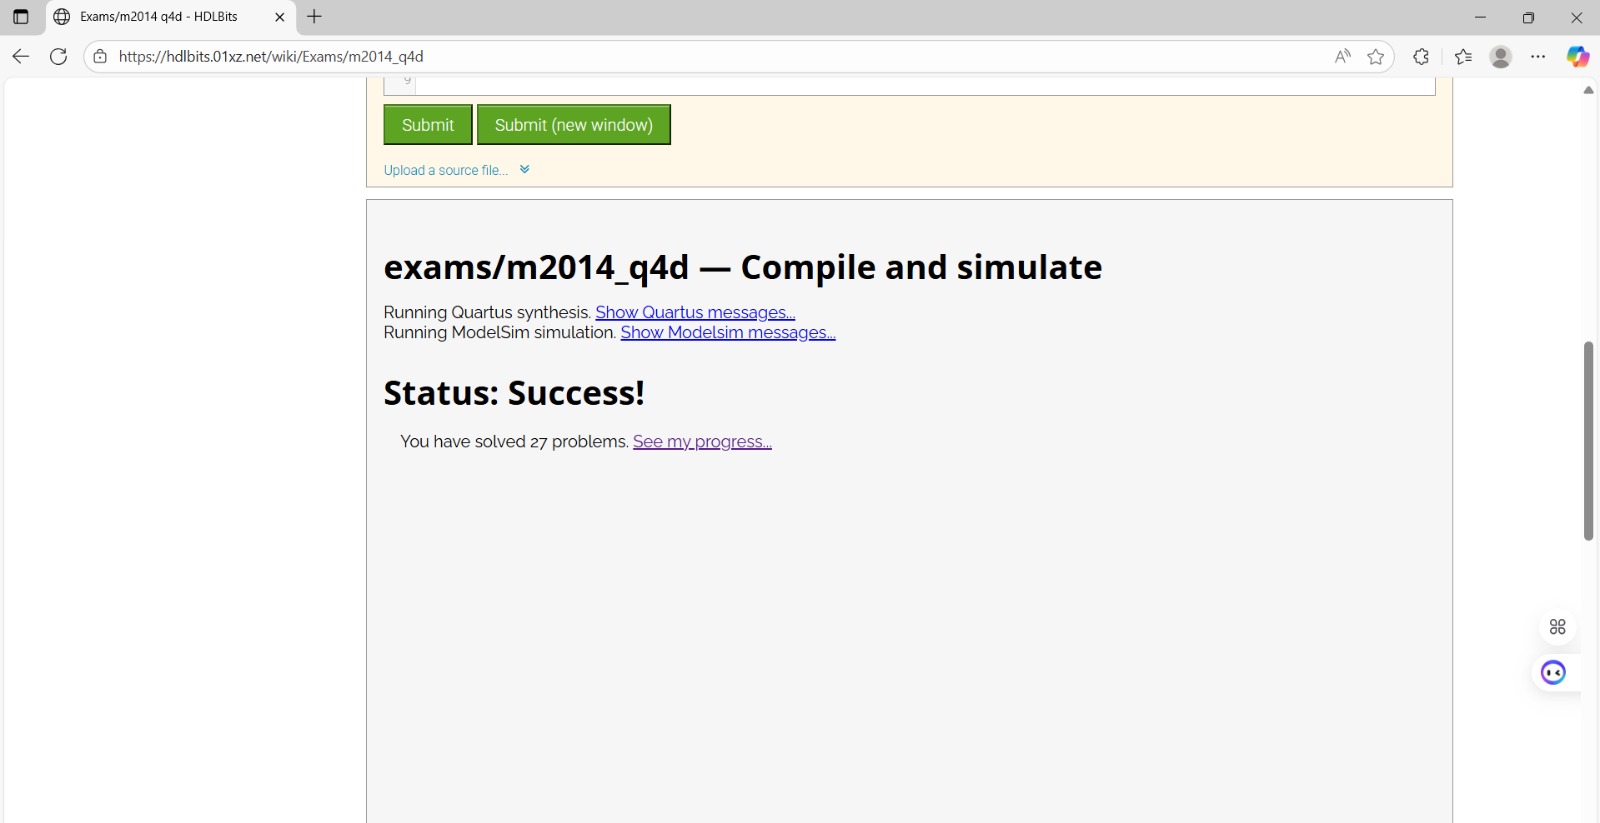 Exams/m2014 q4d - HDLBits
https://hdlbits.01xz.net/wiki/Exams/m2014_q4d
9
Submit
Submit (new window)
Upload a source file...
exams/m2014_q4d — Compile and simulate
Running Quartus synthesis. Show Quartus messages...
Running ModelSim simulation. Show Modelsim messages...
Status: Success!
You have solved 27 problems. See my progress...